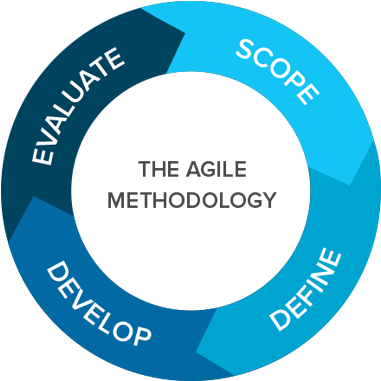 THE AGILE
METHODOLOGY
SCOPE
DEFINE
DEVELOP
EVALUATE